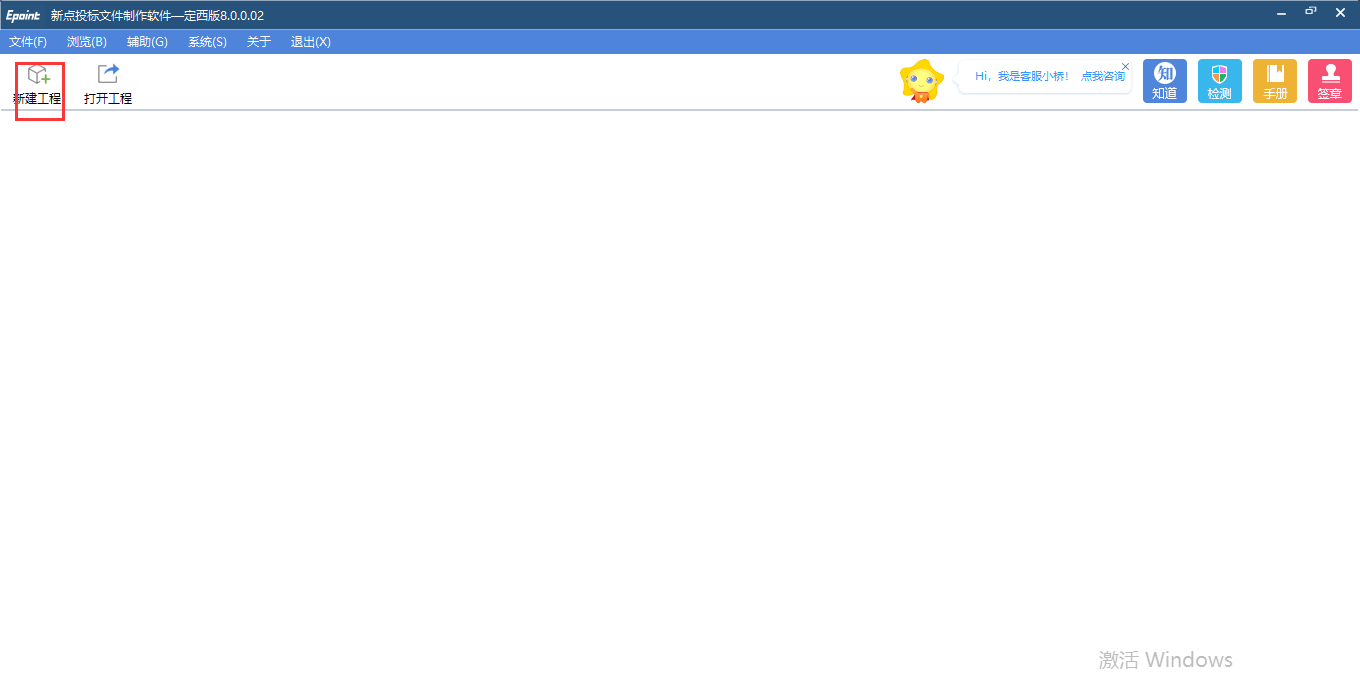 Epoint 新点投标文件制作软件—定西版8.0.0.02
文件(F) 浏览(B) 辅助(G) 系统(S) 关于 退出(X)
新建工程 打开工程
Hi，我是客服小桥！ 点我咨询
知
知道 检测 手册 签章
激活 Windows